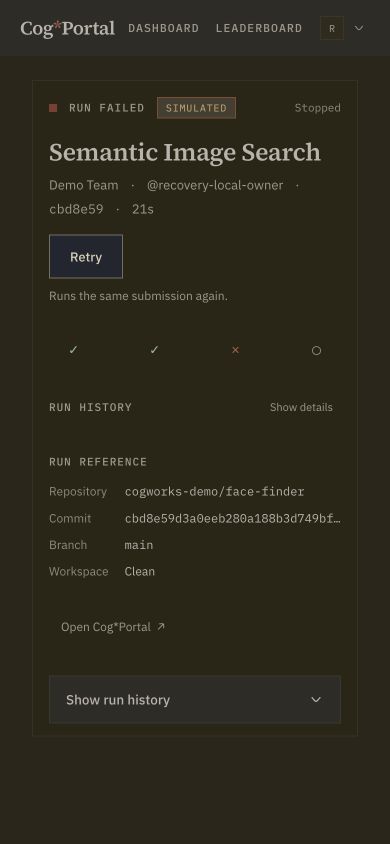 Cog*Portal DASHBOARD LEADERBOARD R
RUN FAILED SIMULATED Stopped
Semantic Image Search
Demo Team · @recovery-local-owner ·
cbd8e59 · 21s
Retry
Runs the same submission again.
✓ ✓ × ○
RUN HISTORY Show details
RUN REFERENCE
Repository cogworks-demo/face-finder
Commit cbd8e59d3a0eeb280a188b3d749bf…
Branch main
Workspace Clean
Open Cog*Portal ↗
Show run history